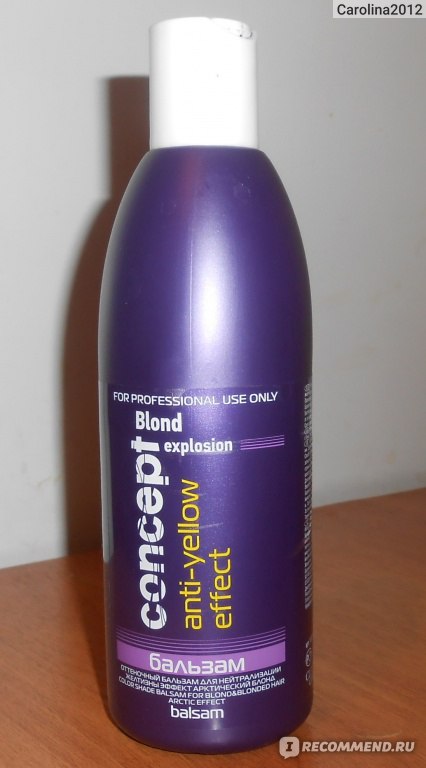 Carolina2012
FOR PROFESSIONAL USE ONLY
Blond
explosion
concept
anti-yellow
effect
бальзам
ОТТЕНОЧНЫЙ БАЛЬЗАМ ДЛЯ НЕЙТРАЛИЗАЦИИ
ЖЕЛТИЗНЫ ЭФФЕКТ АРКТИЧЕСКИЙ БЛОНД
COLOR SHADE BALSAM FOR BLOND&BLONDED HAIR
ARCTIC EFFECT
balsam
IRECOMMEND.RU